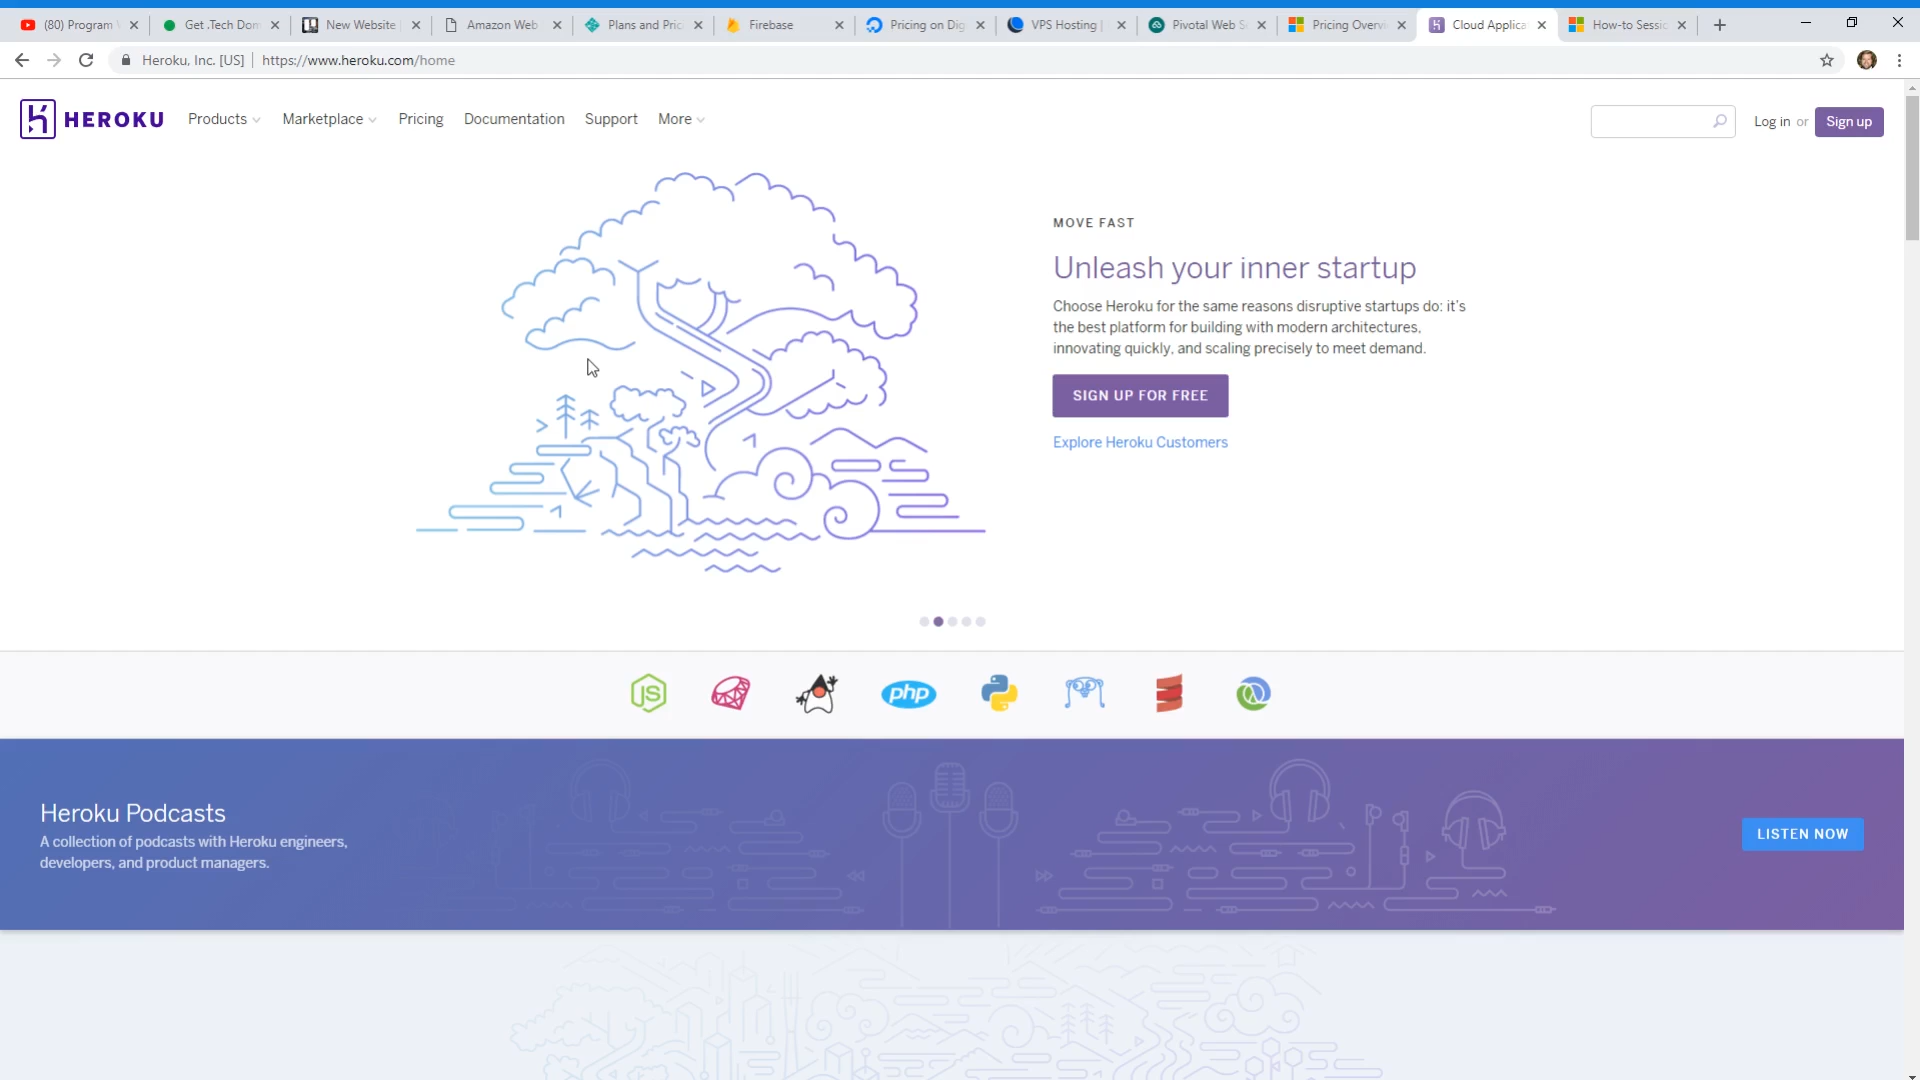 (80) Program
Get .Tech Dom
New Website
Amazon Web
Plans and Pric
Firebase
Pricing on Dig
VPS Hosting |
Pivotal Web S
Pricing Overvi
Cloud Applica
How-to Sessio
Heroku, Inc. [US] | https://www.heroku.com/home
HEROKU
Products
Marketplace
Pricing
Documentation
Support
More
Log in or
Sign up
MOVE FAST
Unleash your inner startup
Choose Heroku for the same reasons disruptive startups do: it's
the best platform for building with modern architectures,
innovating quickly, and scaling precisely to meet demand.
SIGN UP FOR FREE
Explore Heroku Customers
JS
php
Heroku Podcasts
A collection of podcasts with Heroku engineers,
developers, and product managers.
LISTEN NOW